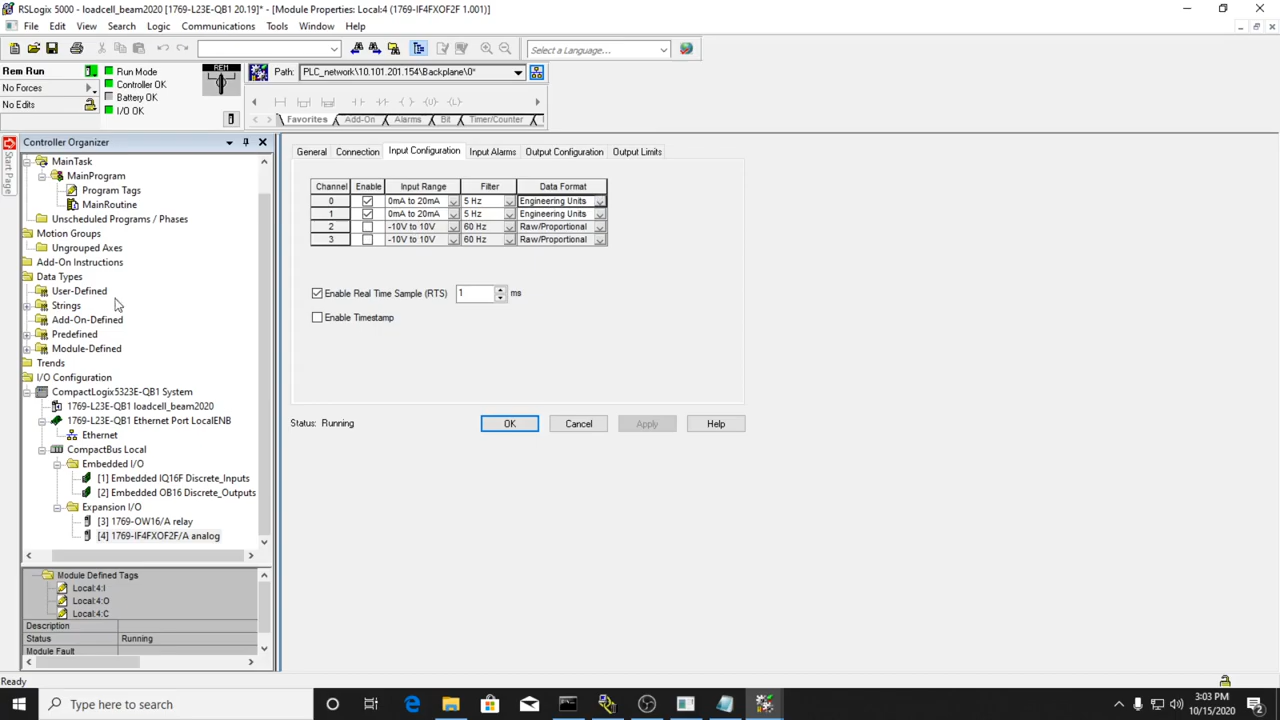 RSLogix 5000 - loadcell_beam2020 [1769-L23E-QB1 20.19]* - [Module Properties: Local:4 (1769-IF4FXOF2F 1.001)]
File Edit View Search Logic Communications Tools Window Help
Select a Language...
Rem Run
No Forces
No Edits
Run Mode
Controller OK
Battery OK
I/O OK
REM
Path: PLC_network\10.101.201.154\Backplane\0*
Favorites Add-On Alarms Bit Timer/Counter
Start Page
Controller Organizer
MainTask
MainProgram
Program Tags
MainRoutine
Unscheduled Programs / Phases
Motion Groups
Ungrouped Axes
Add-On Instructions
Data Types
User-Defined
Strings
Add-On-Defined
Predefined
Module-Defined
Trends
I/O Configuration
CompactLogix5323E-QB1 System
1769-L23E-QB1 loadcell_beam2020
1769-L23E-QB1 Ethernet Port LocalENB
Ethernet
CompactBus Local
Embedded I/O
[1] Embedded IQ16F Discrete_Inputs
[2] Embedded OB16 Discrete_Outputs
Expansion I/O
[3] 1769-OW16/A relay
[4] 1769-IF4FXOF2F/A analog
Module Defined Tags
Local:4:I
Local:4:O
Local:4:C
Description
Status Running
Module Fault
General Connection Input Configuration Input Alarms Output Configuration Output Limits
Channel Enable Input Range Filter Data Format
0 0mA to 20mA 5 Hz Engineering Units
1 0mA to 20mA 5 Hz Engineering Units
2 -10V to 10V 60 Hz Raw/Proportional
3 -10V to 10V 60 Hz Raw/Proportional
Enable Real Time Sample (RTS) 1 ms
Enable Timestamp
Status: Running OK Cancel Apply Help
Ready
Type here to search
3:03 PM
10/15/2020
2